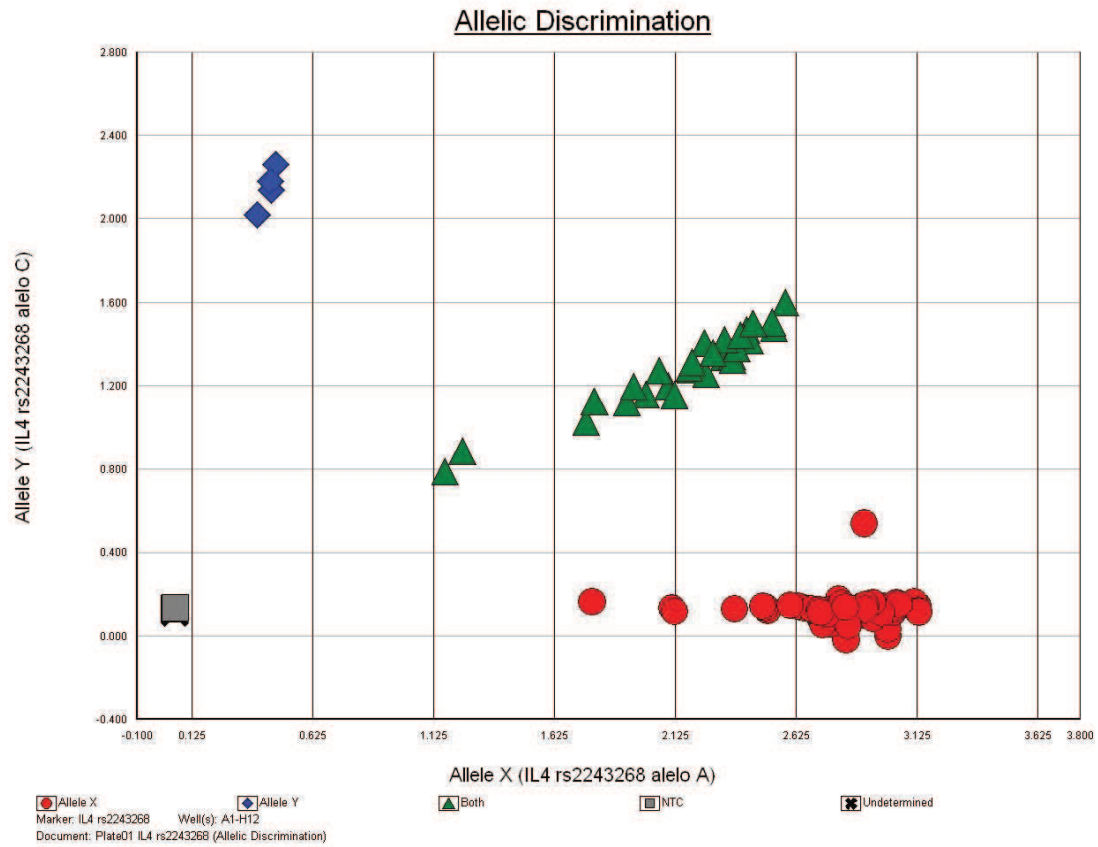 Allelic Discrimination
2.800
2.400
2.000
1.600
1.200
0.800
0.400
0.000
-0.400
Allele Y (IL4 rs2243268 alelo C)
-0.100 0.125 0.625 1.125 1.625 2.125 2.625 3.125 3.625 3.800
Allele X (IL4 rs2243268 alelo A)
Allele X Allele Y Both NTC Undetermined
Marker: IL4 rs2243268 Well(s): A1-H12
Document: Plate01 IL4 rs2243268 (Allelic Discrimination)